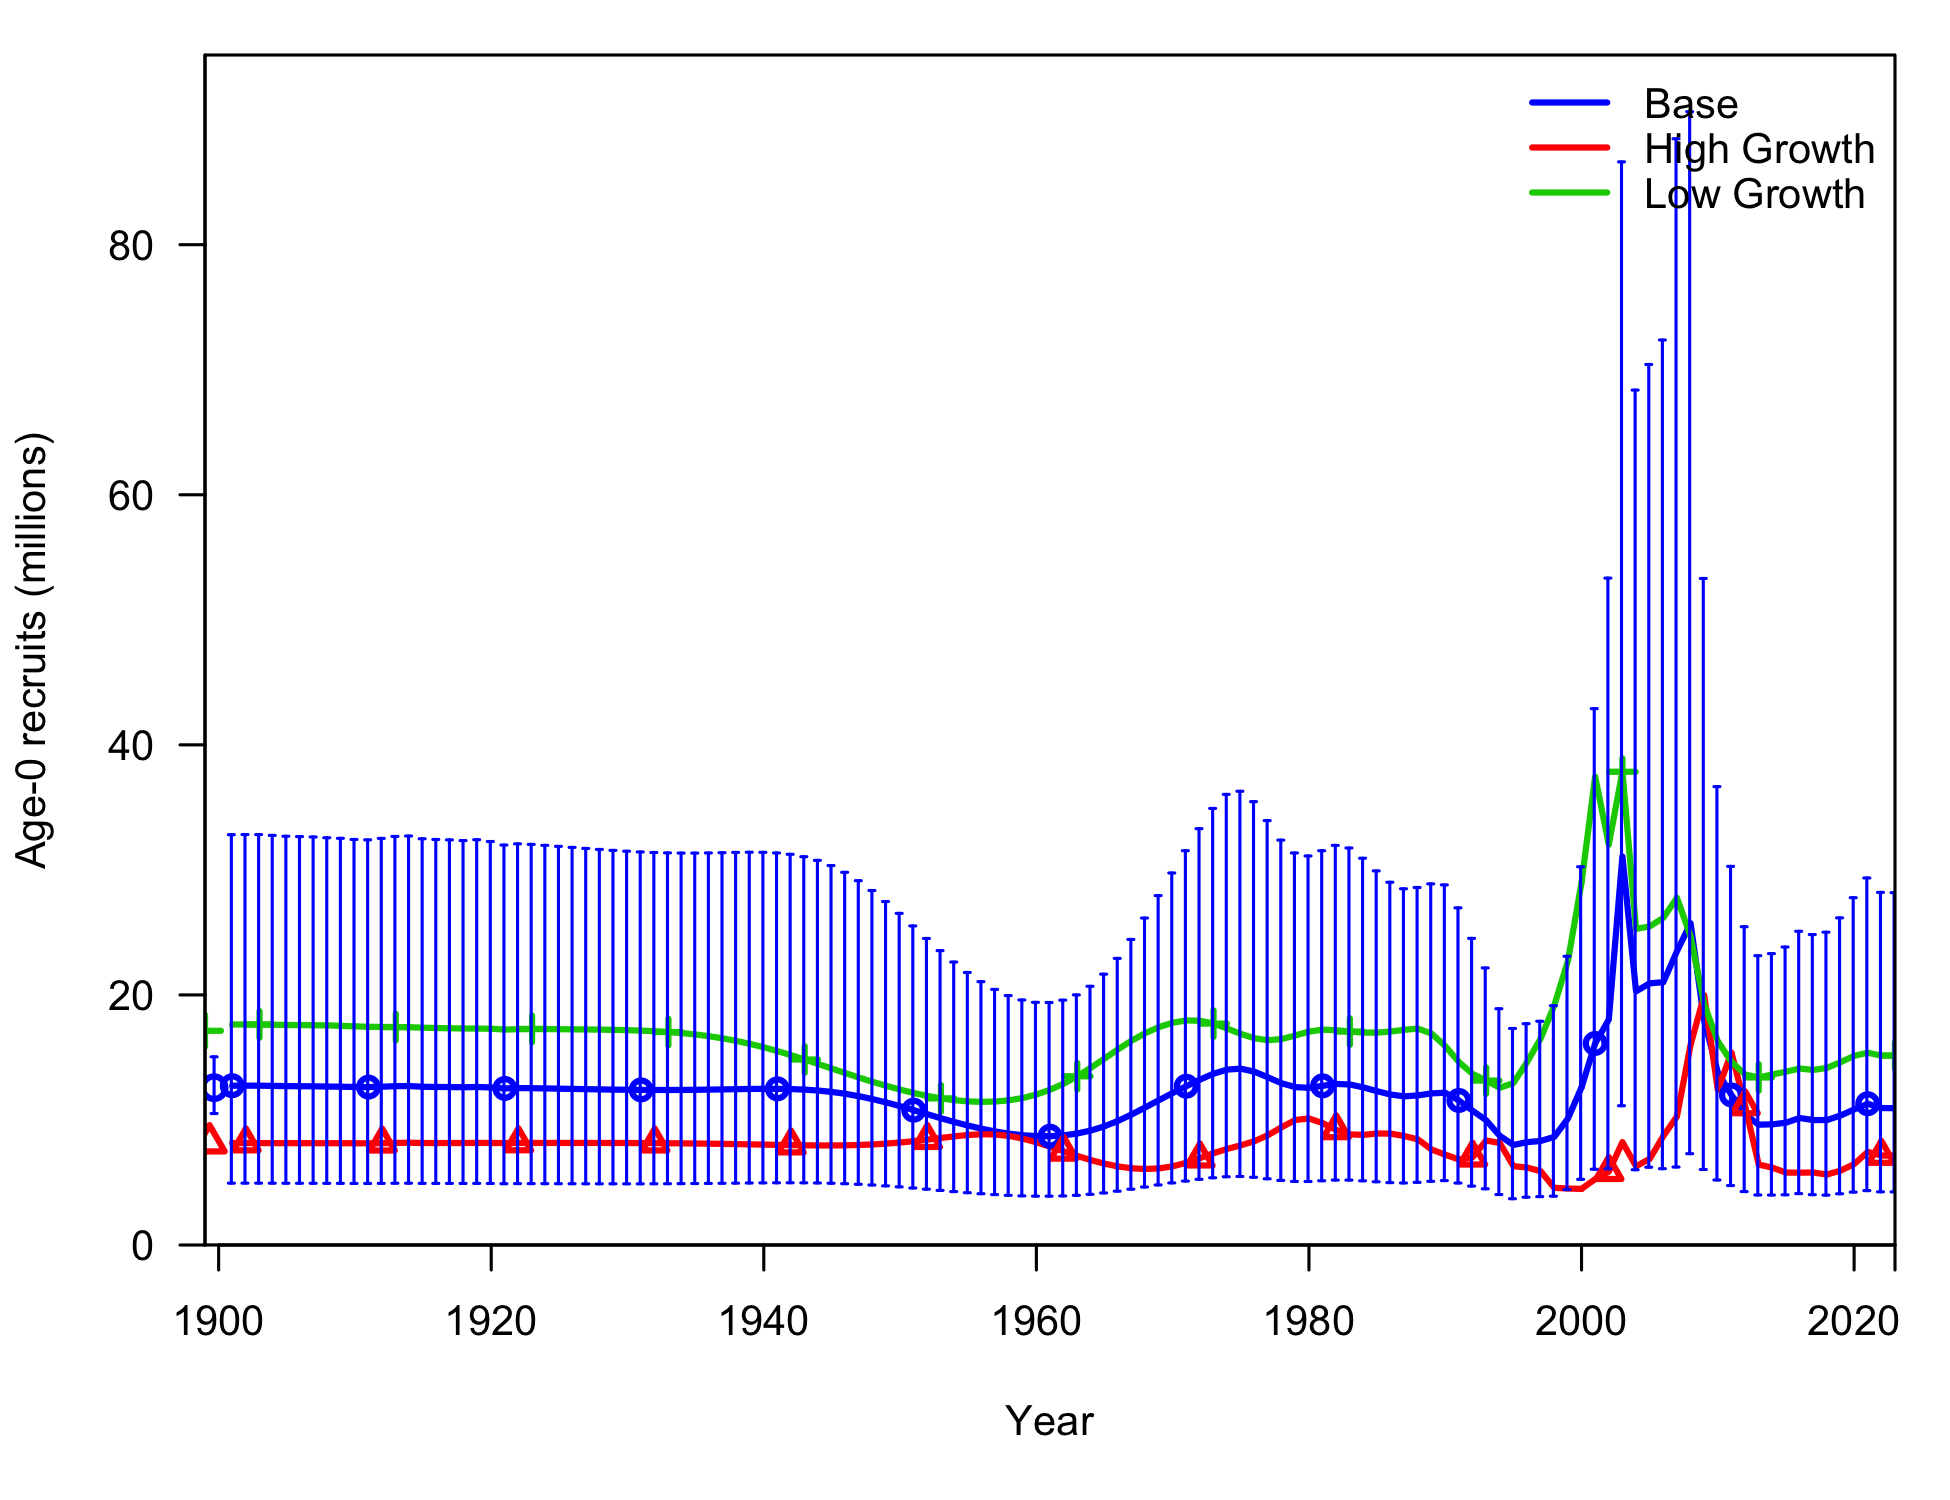 Base
High Growth
Low Growth
80
60
40
20
0
Age-0 recruits (millions)
1900 1920 1940 1960 1980 2000 2020
Year